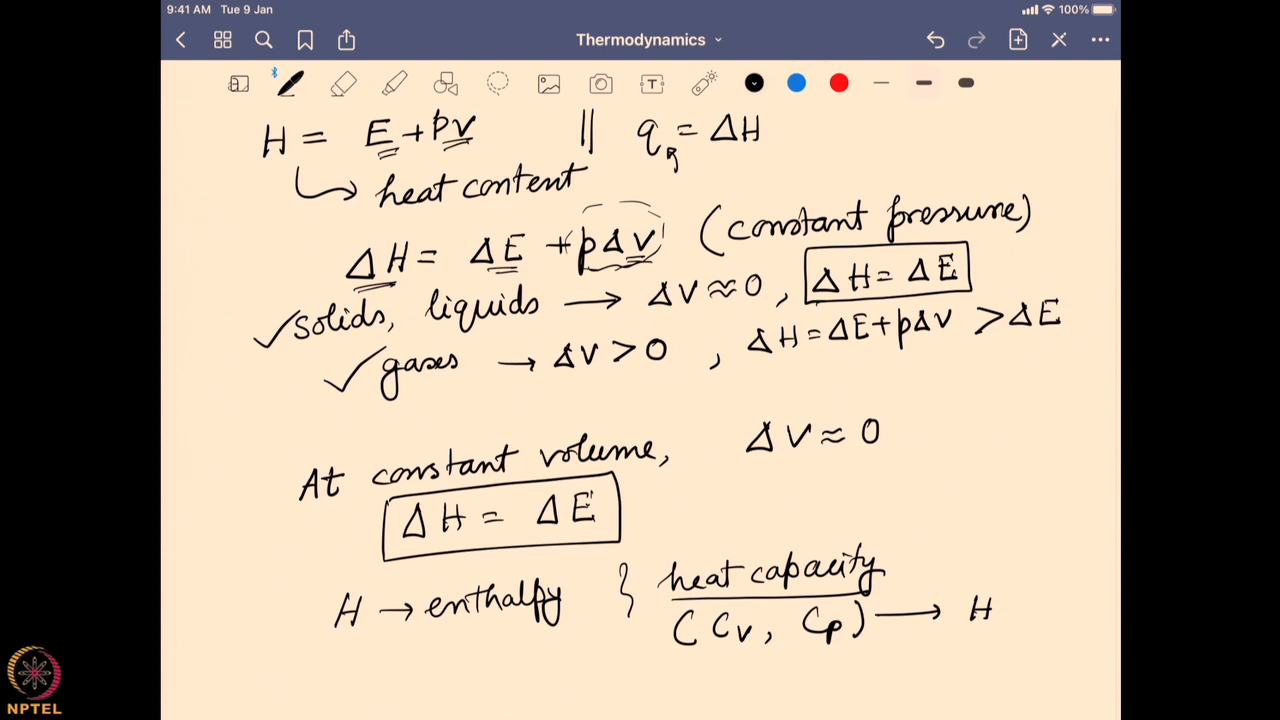 9:41 AM Tue 9 Jan 100%
Thermodynamics
H = E + PV || q = ΔH
heat content
ΔH = ΔE + pΔV (constant pressure)
✓solids, liquids → ΔV ≈ 0, ΔH = ΔE
✓gases → ΔV > 0, ΔH = ΔE + pΔV > ΔE
At constant volume, ΔV ≈ 0
ΔH = ΔE
H → enthalpy } heat capacity
(Cv, Cp) → H
NPTEL